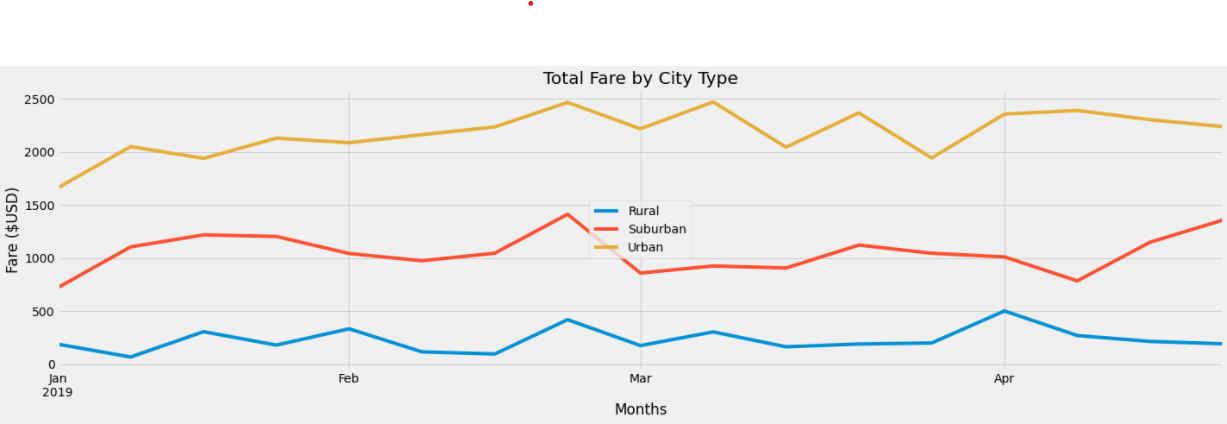 Total Fare by City Type
2500
2000
1500
1000
500
0
Fare ($USD)
Rural
Suburban
Urban
Jan
2019
Feb
Mar
Apr
Months